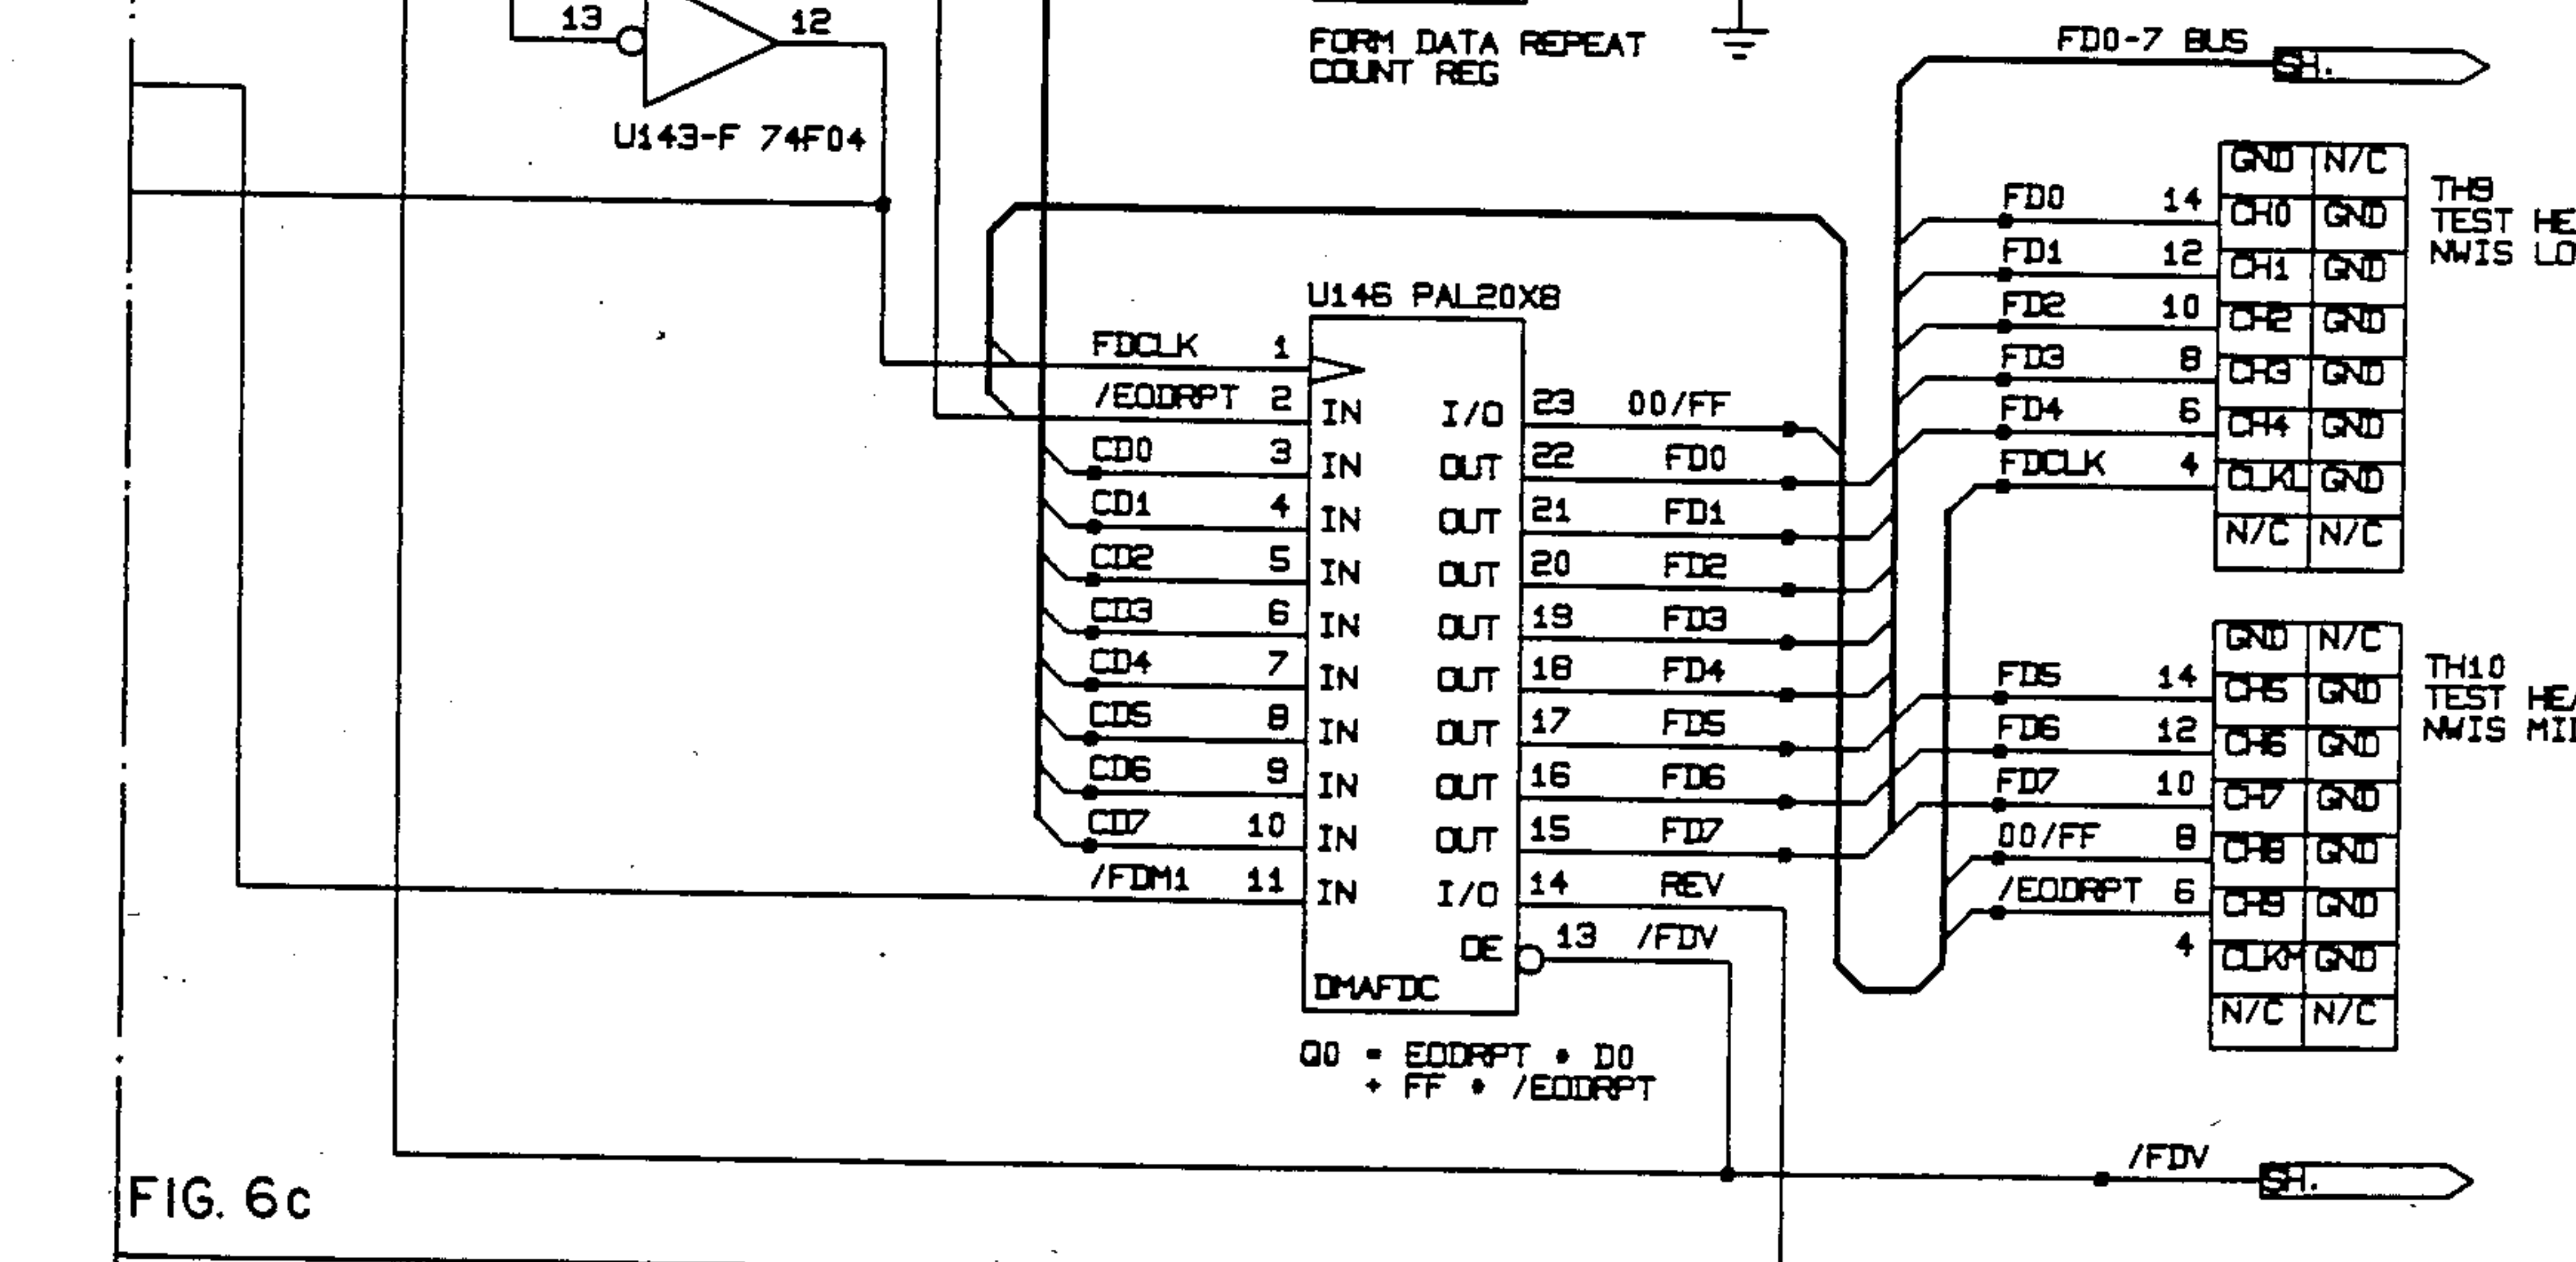 13 12
U143-F 74F04
FORM DATA REPEAT
COUNT REG
FD0-7 BUS SH.
U146 PAL20X8
FDCLK 1
/EODRPT 2 IN
CD0 3 IN
CD1 4 IN
CD2 5 IN
CD3 6 IN
CD4 7 IN
CD5 8 IN
CD6 9 IN
CD7 10 IN
/FDM1 11 IN
I/O 23 00/FF
OUT 22 FD0
OUT 21 FD1
OUT 20 FD2
OUT 19 FD3
OUT 18 FD4
OUT 17 FD5
OUT 16 FD6
OUT 15 FD7
I/O 14 REV
OE 13 /FDV
DMAFDC
Q0 = EODRPT * D0
+ FF * /EODRPT
GND N/C
FD0 14 CH0 GND
FD1 12 CH1 GND
FD2 10 CH2 GND
FD3 8 CH3 GND
FD4 6 CH4 GND
FDCLK 4 CLKL GND
N/C N/C
TH9
TEST HE
NWIS LO
GND N/C
FD5 14 CH5 GND
FD6 12 CH6 GND
FD7 10 CH7 GND
00/FF 8 CH8 GND
/EODRPT 6 CH9 GND
4 CLKM GND
N/C N/C
TH10
TEST HEA
NWIS MI
/FDV SH.
FIG. 6c